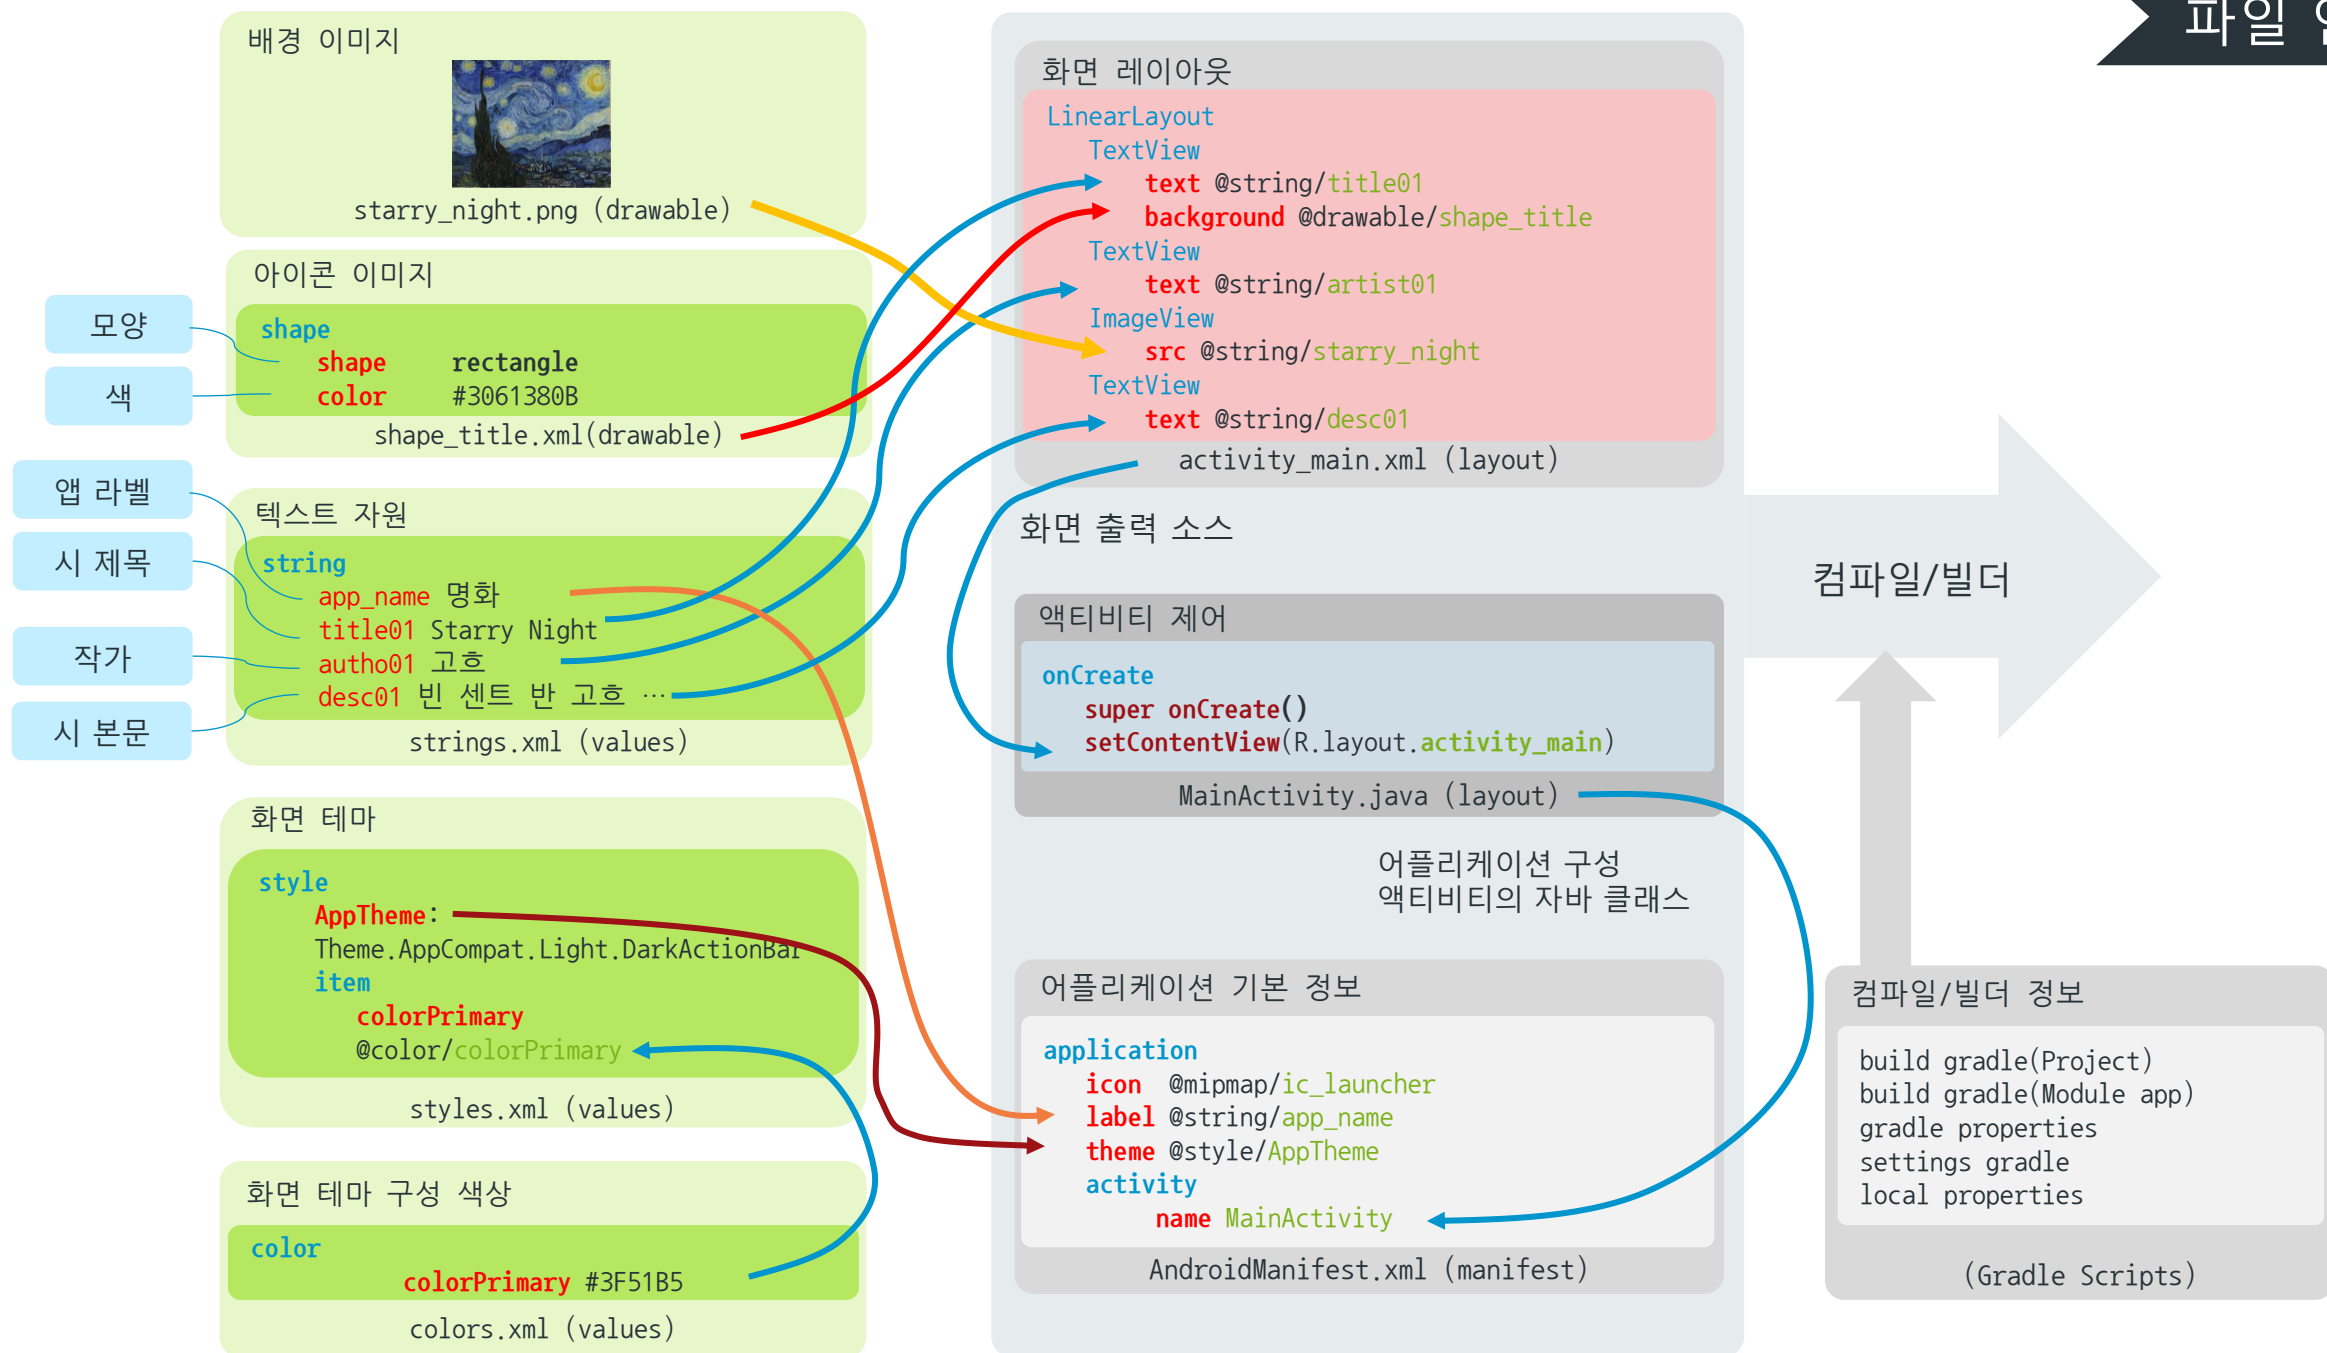 파일
배경 이미지
starry_night.png (drawable)
아이콘 이미지
shape
shape rectangle
color #3061380B
shape_title.xml(drawable)
모양
색
앱 라벨
시 제목
작가
시 본문
텍스트 자원
string
app_name 명화
title01 Starry Night
autho01 고흐
desc01 빈 센트 반 고흐 …
strings.xml (values)
화면 테마
style
AppTheme:
Theme.AppCompat.Light.DarkActionBar
item
colorPrimary
@color/colorPrimary
styles.xml (values)
화면 테마 구성 색상
color
colorPrimary #3F51B5
colors.xml (values)
화면 레이아웃
LinearLayout
TextView
text @string/title01
background @drawable/shape_title
TextView
text @string/artist01
ImageView
src @string/starry_night
TextView
text @string/desc01
activity_main.xml (layout)
화면 출력 소스
액티비티 제어
onCreate
super onCreate()
setContentView(R.layout.activity_main)
MainActivity.java (layout)
어플리케이션 구성
액티비티의 자바 클래스
어플리케이션 기본 정보
application
icon @mipmap/ic_launcher
label @string/app_name
theme @style/AppTheme
activity
name MainActivity
AndroidManifest.xml (manifest)
컴파일/빌더
컴파일/빌더 정보
build gradle(Project)
build gradle(Module app)
gradle properties
settings gradle
local properties
(Gradle Scripts)